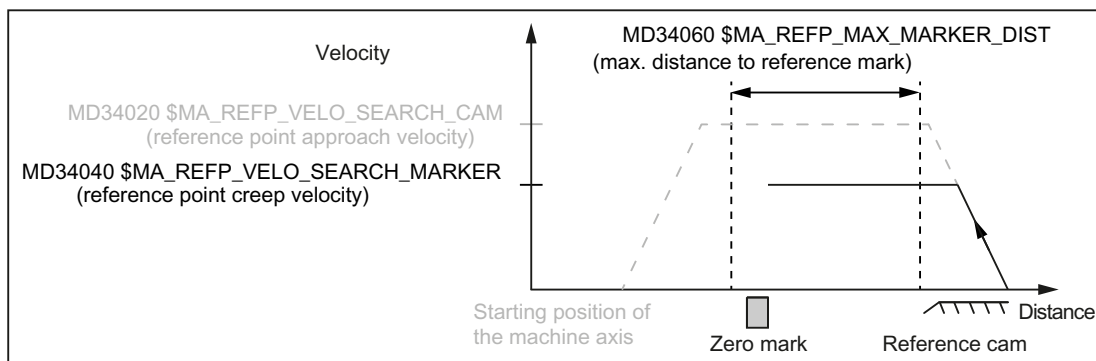 MD34060 $MA_REFP_MAX_MARKER_DIST
(max. distance to reference mark)
Velocity
MD34020 $MA_REFP_VELO_SEARCH_CAM
(reference point approach velocity)
MD34040 $MA_REFP_VELO_SEARCH_MARKER
(reference point creep velocity)
Starting position of
the machine axis
Zero mark
Reference cam
Distance